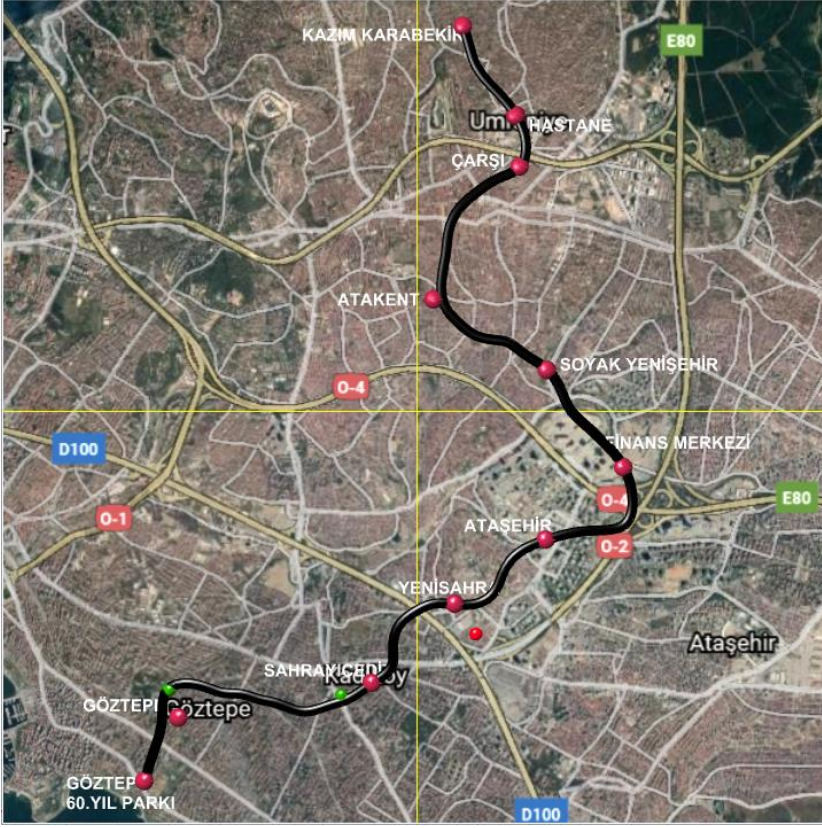 KAZIM KARABEKİR
E80
Umraniye
HASTANE
ÇARŞI
ATAKENT
SOYAK YENİŞEHİR
O-4
D100
FİNANS MERKEZİ
O-4
E80
O-1
ATAŞEHİR
O-2
YENİSAHRA
Ataşehir
SAHRAYICEDİT
Kadıköy
GÖZTEPE
Göztepe
GÖZTEPE
60.YIL PARKI
D100